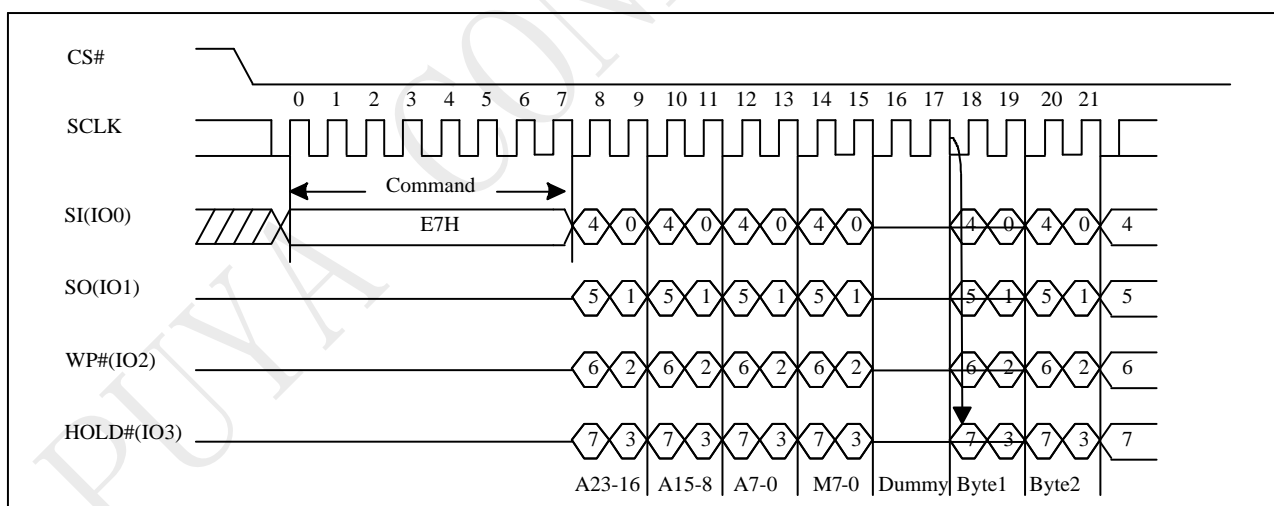 PUYA CON
CS#
0 1 2 3 4 5 6 7 8 9 10 11 12 13 14 15 16 17 18 19 20 21
SCLK
Command
SI(IO0) E7H 4 0 4 0 4 0 4 0 4 0 4 0 4
SO(IO1) 5 1 5 1 5 1 5 1 5 1 5 1 5
WP#(IO2) 6 2 6 2 6 2 6 2 6 2 6 2 6
HOLD#(IO3) 7 3 7 3 7 3 7 3 7 3 7 3 7
A23-16 A15-8 A7-0 M7-0 Dummy Byte1 Byte2